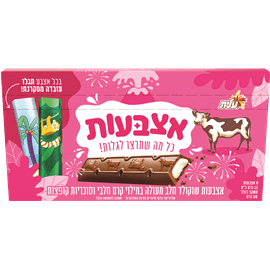 בכל אצבע תגלו
עובדה מסקרנת!
עלית
אצבעות
כל מה שתרצו לגלות!
אצבעות שוקולד חלב מעולה במילוי קרם חלבי וסוכריות קופצות!